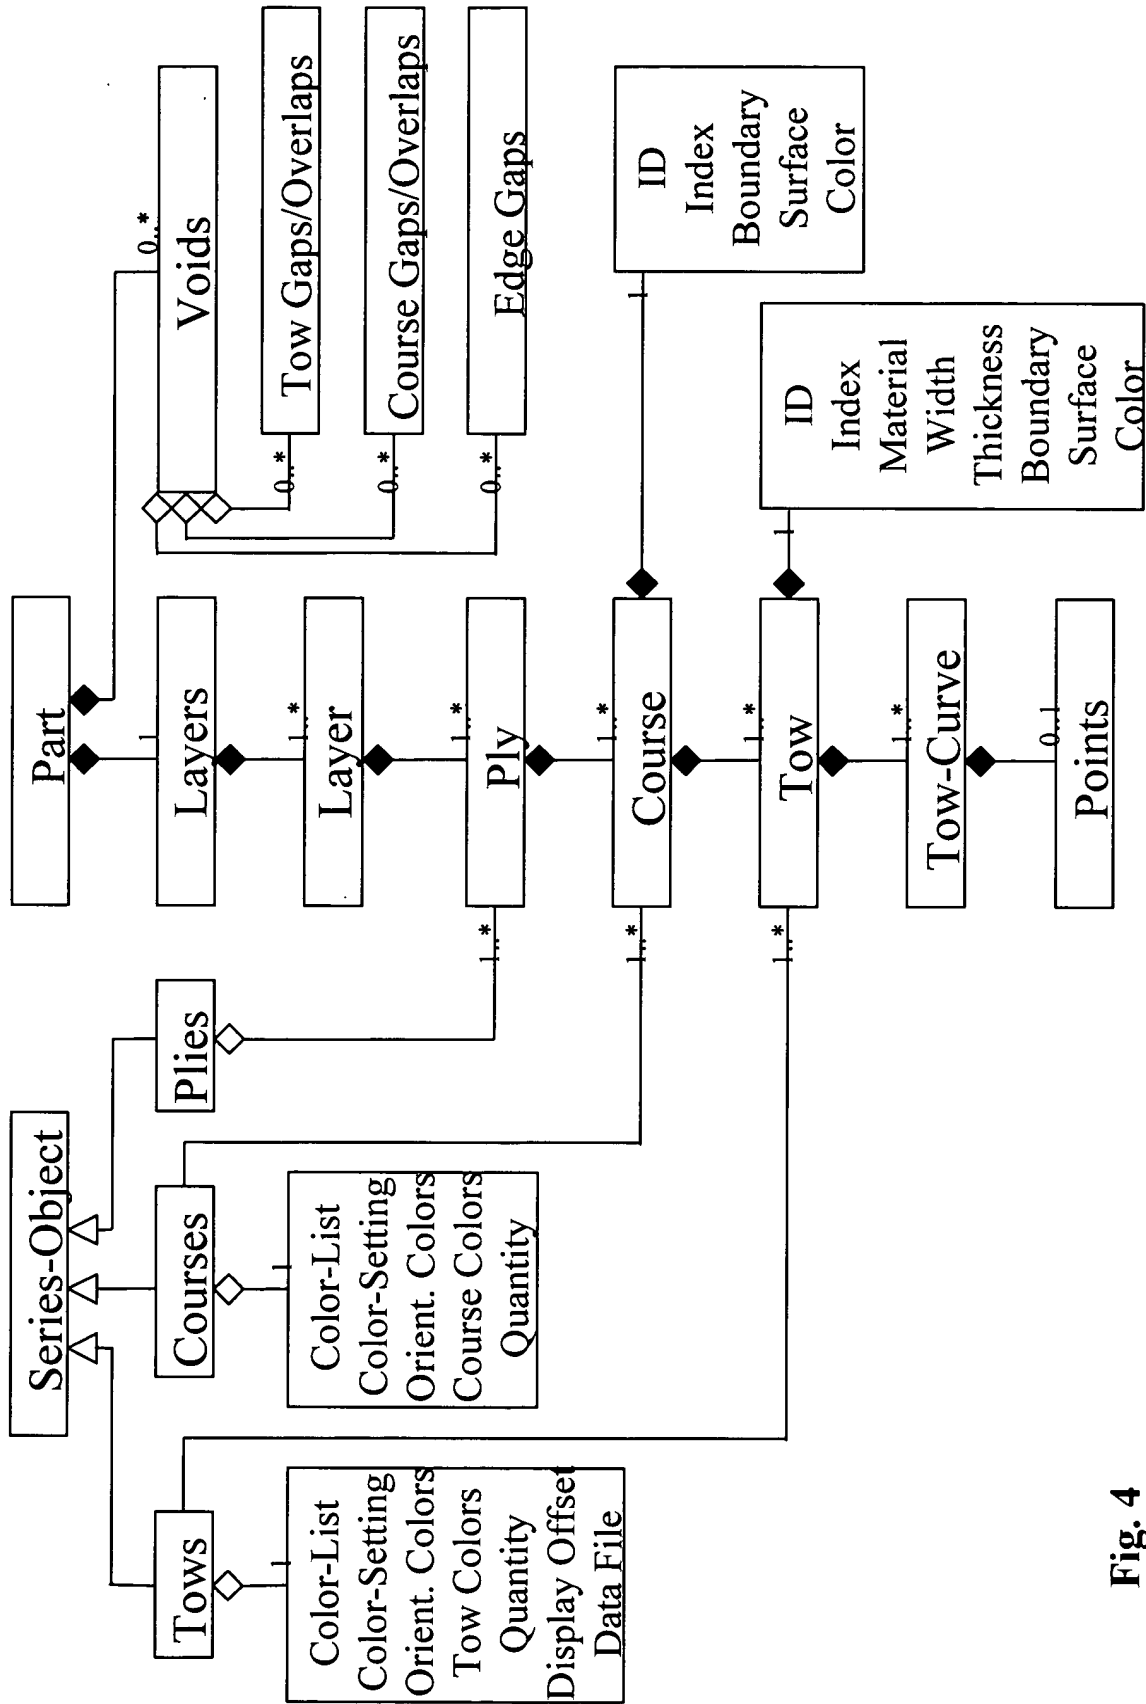 Series-Object
Part
Tows
Courses
Plies
Layers
1
Voids
0..*
Color-List
Color-Setting
Orient. Colors
Tow Colors
Quantity
Display Offset
Data File
1
Color-List
Color-Setting
Orient. Colors
Course Colors
Quantity
1
Layer
1..*
Tow Gaps/Overlaps
0..*
Course Gaps/Overlaps
0..*
Edge Gaps
0..*
Ply
1..*
1..*
Course
1..*
1..*
ID
Index
Boundary
Surface
Color
1
Tow
1..*
1..*
ID
Index
Material
Width
Thickness
Boundary
Surface
Color
1
Tow-Curve
1..*
Points
0..1
Fig. 4